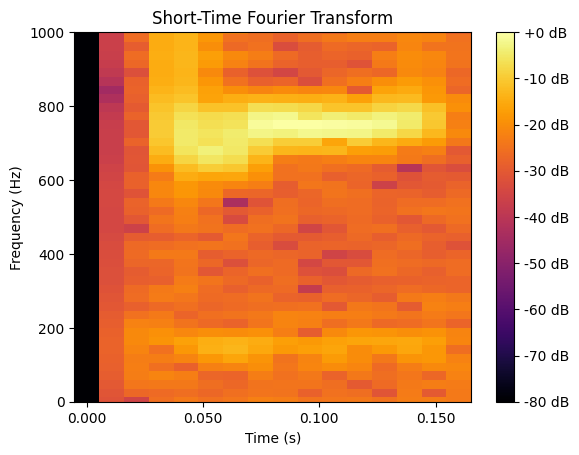 Short-Time Fourier Transform
Frequency (Hz)
1000
800
600
400
200
0
0.000
0.050
0.100
0.150
Time (s)
+0 dB
-10 dB
-20 dB
-30 dB
-40 dB
-50 dB
-60 dB
-70 dB
-80 dB